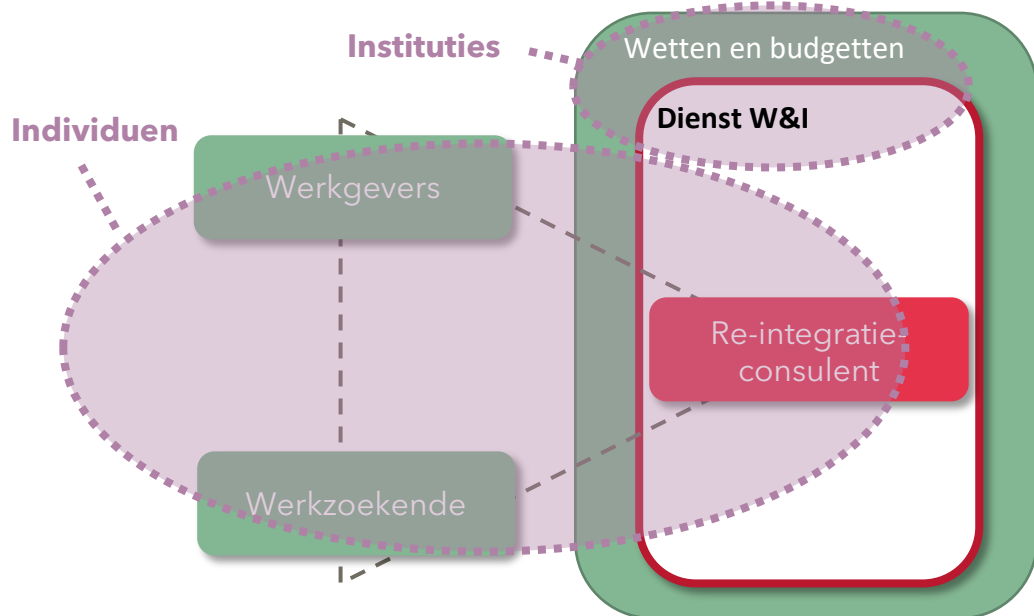 Instituties
Wetten en budgetten
Individuen
Dienst W&I
Werkgevers
Re-integratie-
consulent
Werkzoekende